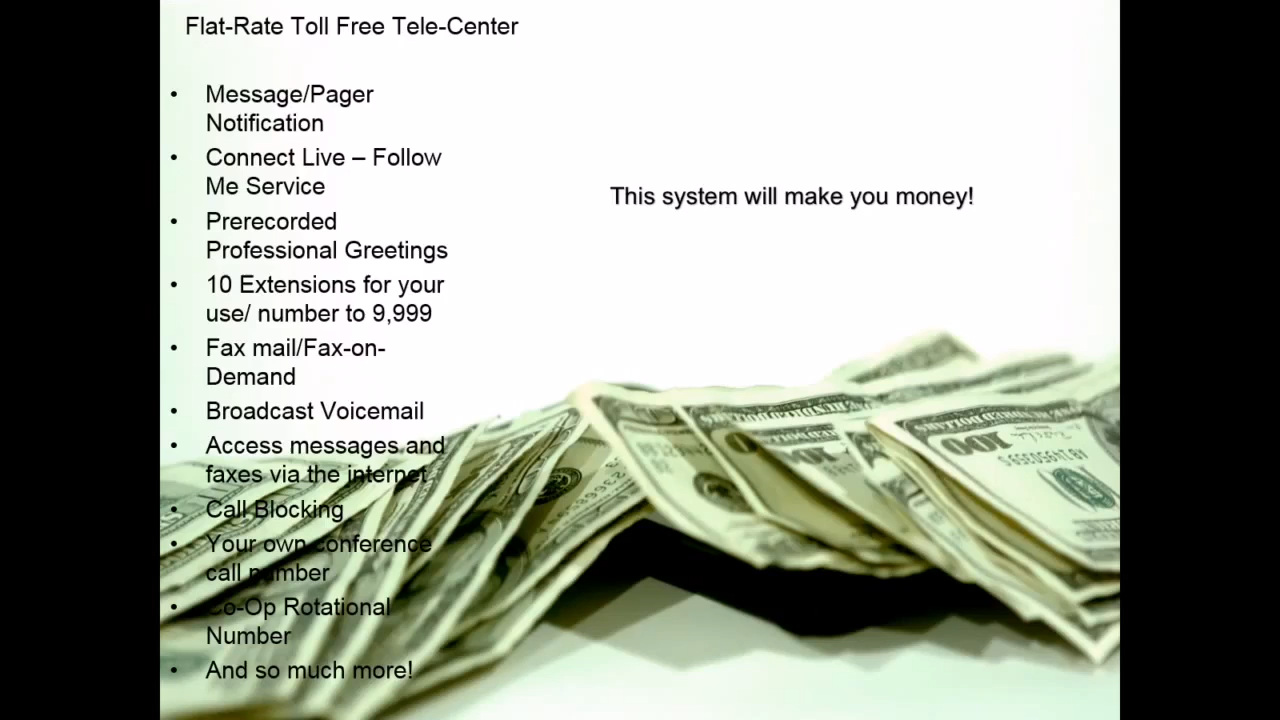 Flat-Rate Toll Free Tele-Center
• Message/Pager
Notification
• Connect Live – Follow
Me Service
• Prerecorded
Professional Greetings
• 10 Extensions for your
use/ number to 9,999
• Fax mail/Fax-on-
Demand
• Broadcast Voicemail
• Access messages and
faxes via the internet
• Call Blocking
• Your own conference
call number
• Co-Op Rotational
Number
• And so much more!
This system will make you money!
100